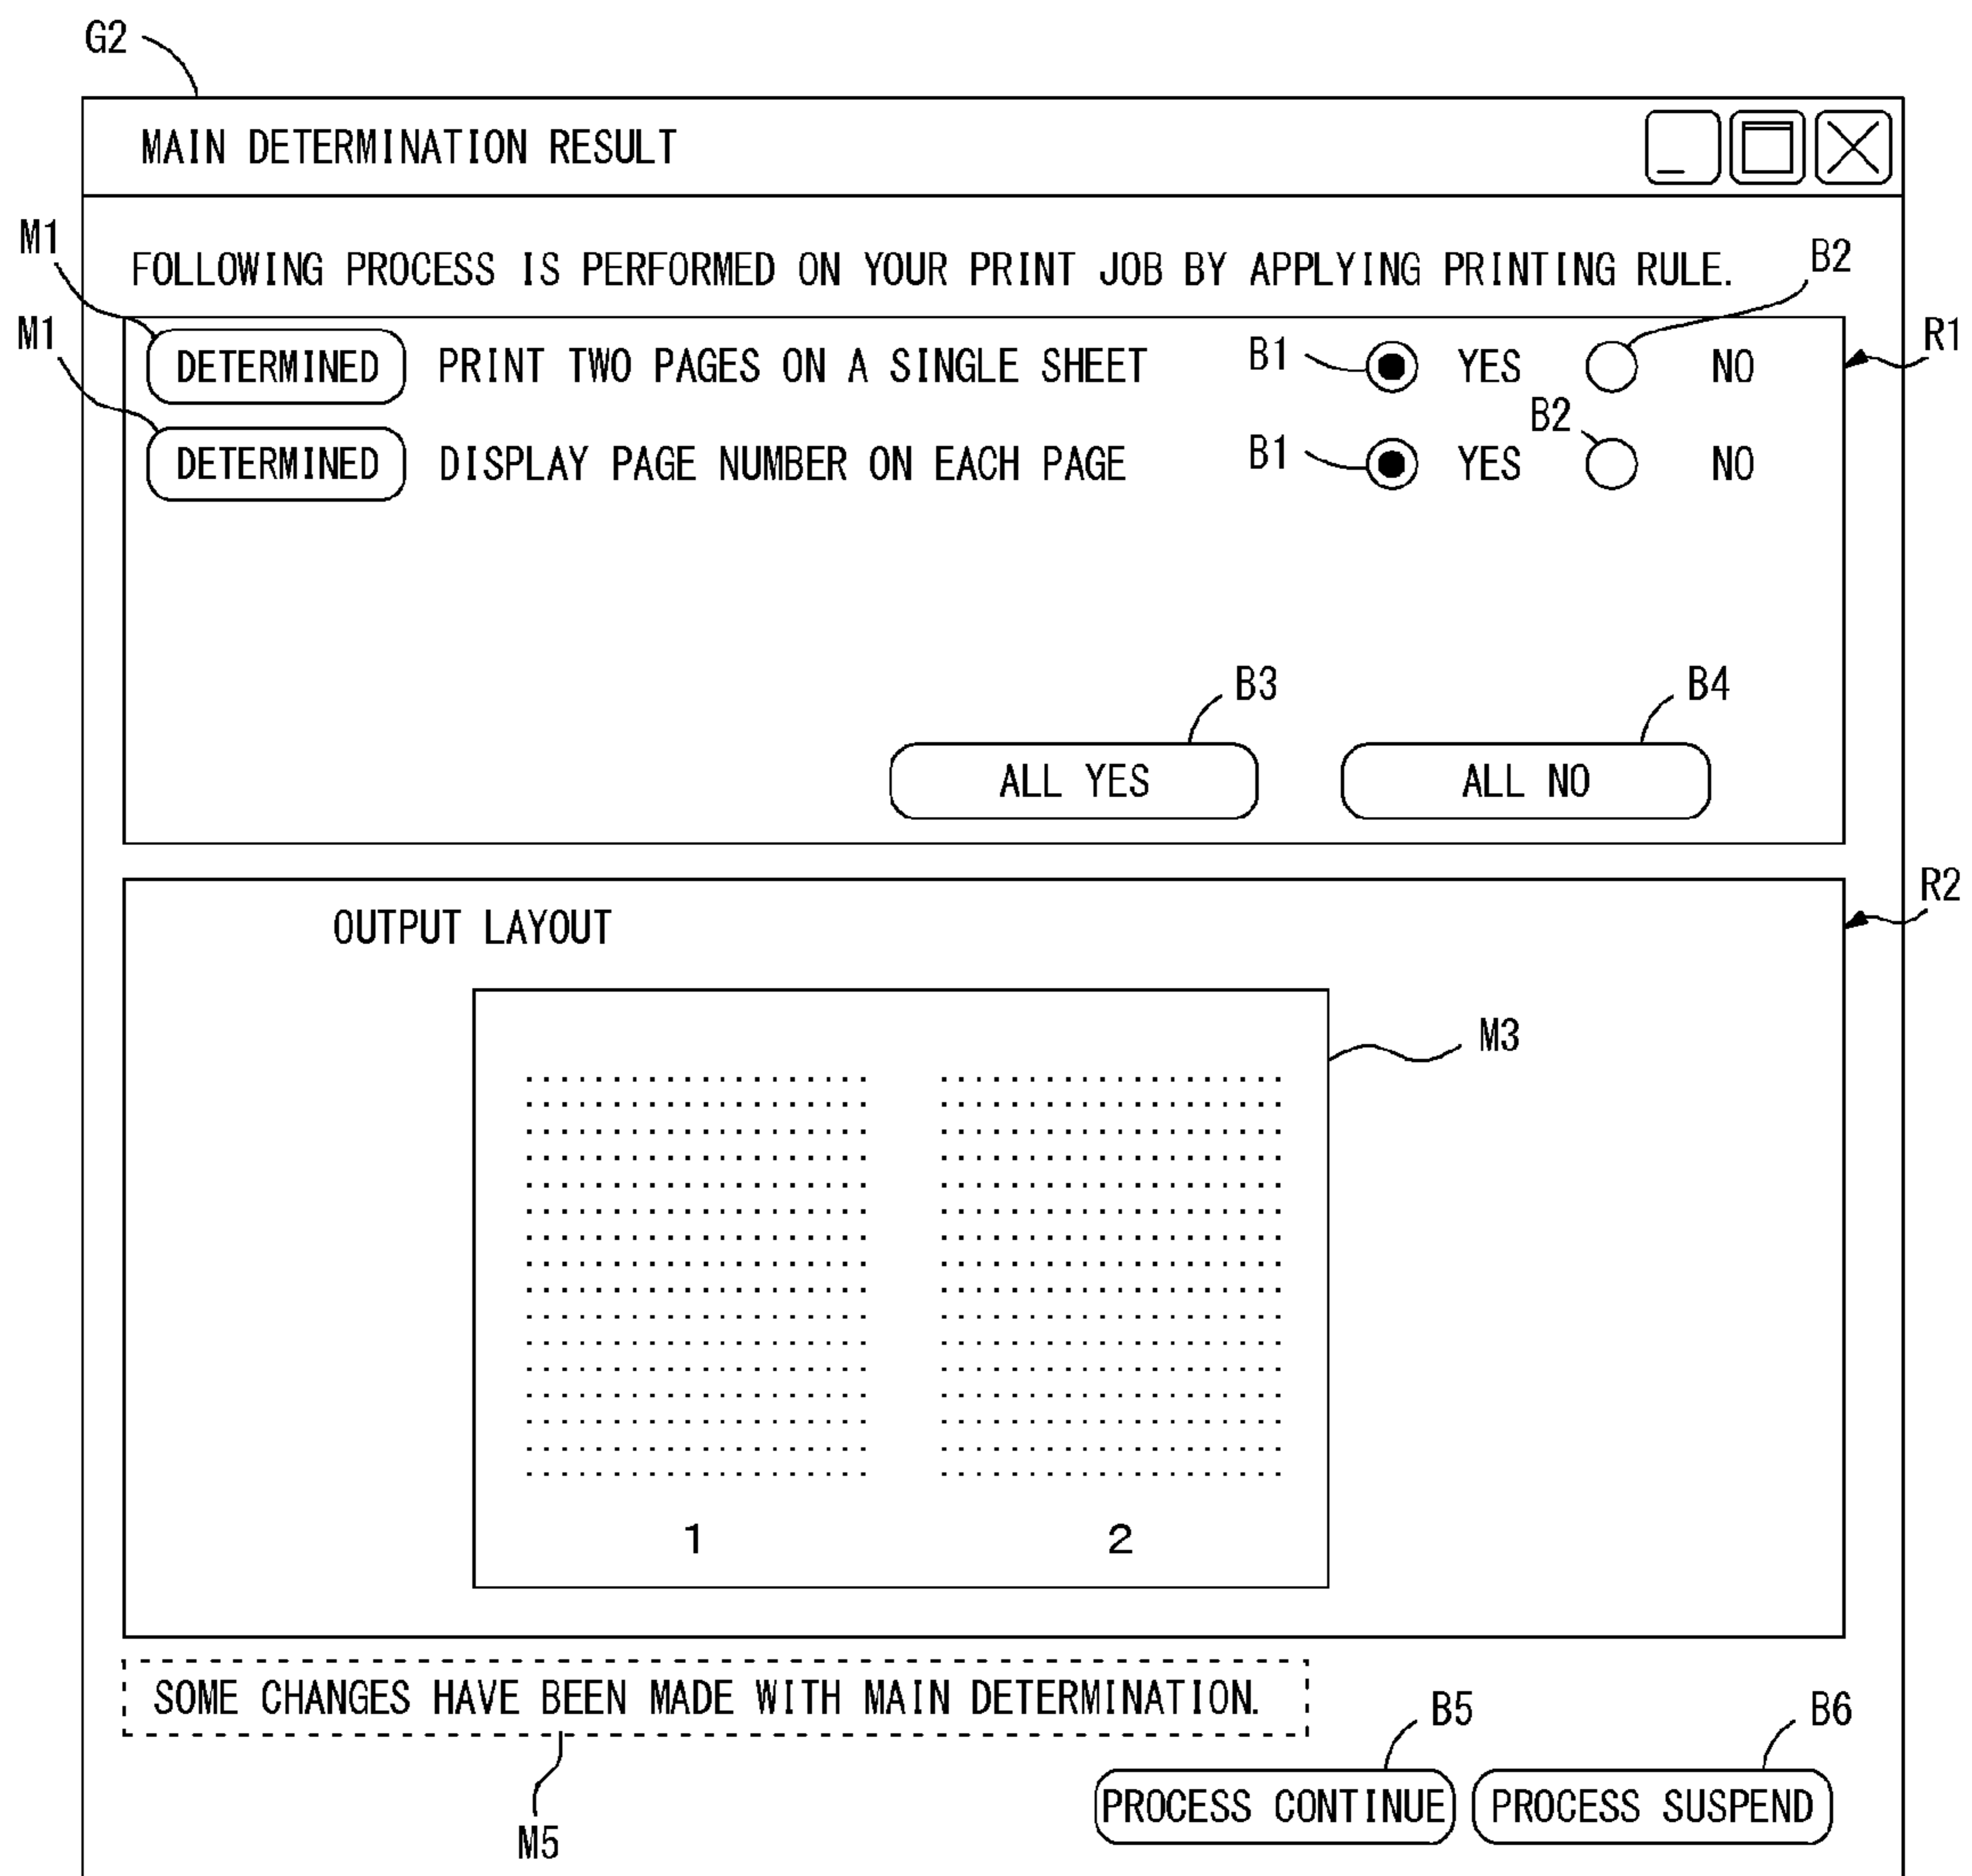 G2
MAIN DETERMINATION RESULT
M1
FOLLOWING PROCESS IS PERFORMED ON YOUR PRINT JOB BY APPLYING PRINTING RULE.
B2
M1
DETERMINED PRINT TWO PAGES ON A SINGLE SHEET B1 YES NO
R1
B2
DETERMINED DISPLAY PAGE NUMBER ON EACH PAGE B1 YES NO
B3 B4
ALL YES ALL NO
R2
OUTPUT LAYOUT
M3
1 2
SOME CHANGES HAVE BEEN MADE WITH MAIN DETERMINATION.
B5 B6
PROCESS CONTINUE PROCESS SUSPEND
M5